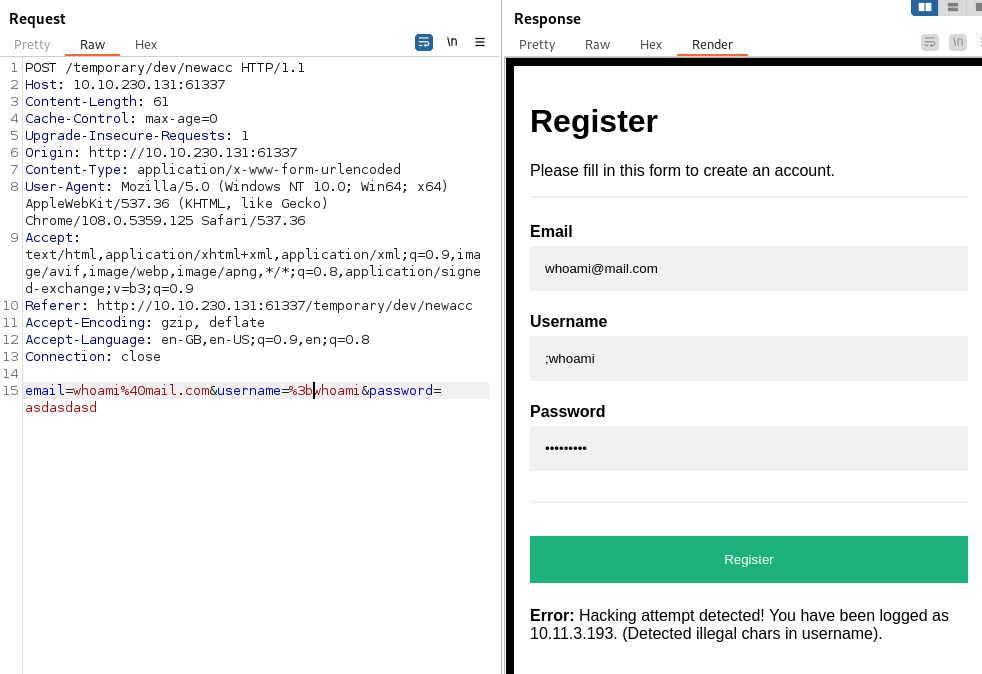 Request
Pretty Raw Hex
\n
1 POST /temporary/dev/newacc HTTP/1.1
2 Host: 10.10.230.131:61337
3 Content-Length: 61
4 Cache-Control: max-age=0
5 Upgrade-Insecure-Requests: 1
6 Origin: http://10.10.230.131:61337
7 Content-Type: application/x-www-form-urlencoded
8 User-Agent: Mozilla/5.0 (Windows NT 10.0; Win64; x64)
AppleWebKit/537.36 (KHTML, like Gecko)
Chrome/108.0.5359.125 Safari/537.36
9 Accept:
text/html,application/xhtml+xml,application/xml;q=0.9,ima
ge/avif,image/webp,image/apng,*/*;q=0.8,application/signe
d-exchange;v=b3;q=0.9
10 Referer: http://10.10.230.131:61337/temporary/dev/newacc
11 Accept-Encoding: gzip, deflate
12 Accept-Language: en-GB,en-US;q=0.9,en;q=0.8
13 Connection: close
14
15 email=whoami%40mail.com&username=%3bwhoami&password=
asdasdasd
Response
Pretty Raw Hex Render
\n
Register
Please fill in this form to create an account.
Email
whoami@mail.com
Username
;whoami
Password
•••••••••
Register
Error: Hacking attempt detected! You have been logged as
10.11.3.193. (Detected illegal chars in username).